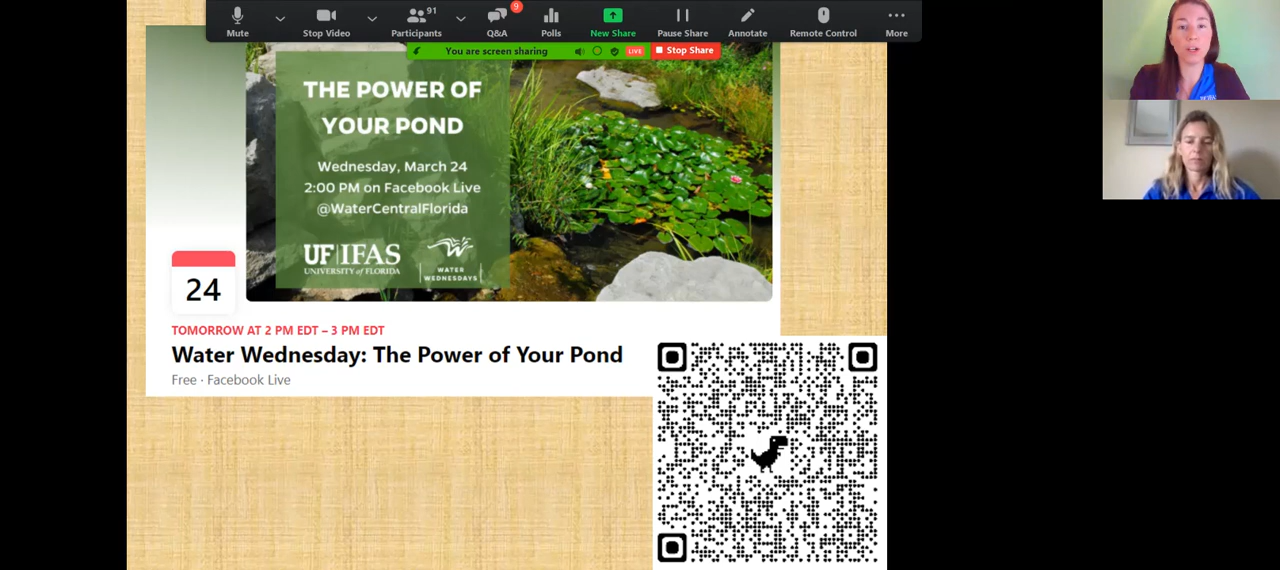 Mute
Stop Video
91
Participants
9
Q&A
Polls
New Share
Pause Share
Annotate
Remote Control
More
You are screen sharing
LIVE
Stop Share
THE POWER OF
YOUR POND
Wednesday, March 24
2:00 PM on Facebook Live
@WaterCentralFlorida
UF|IFAS
UNIVERSITY of FLORIDA
WATER
WEDNESDAYS
24
TOMORROW AT 2 PM EDT – 3 PM EDT
Water Wednesday: The Power of Your Pond
Free · Facebook Live